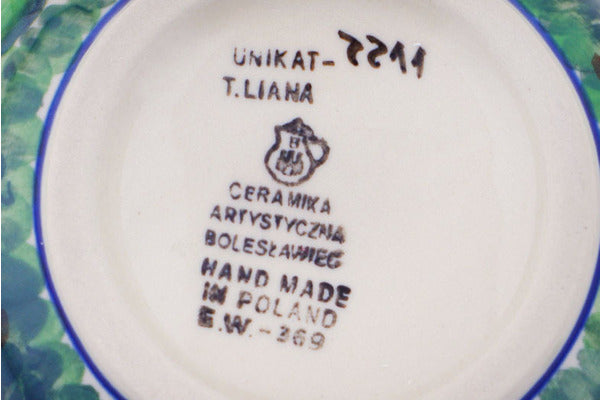 UNIKAT- 2211
T.LIANA
CERAMIKA
ARTYSTYCZNA
BOLESŁAWIEC
HAND MADE
IN POLAND
E.W.-369